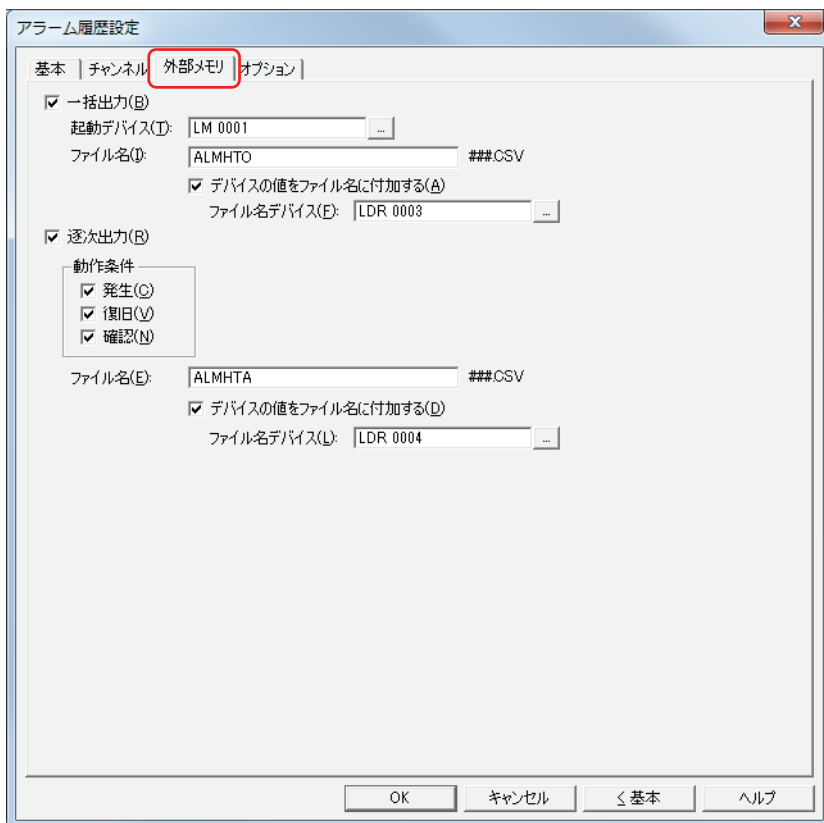 アラーム履歴設定
基本 チャンネル 外部メモリ オプション
一括出力(B)
起動デバイス(T): LM 0001 ...
ファイル名(I): ALMHTO ###.CSV
デバイスの値をファイル名に付加する(A)
ファイル名デバイス(F): LDR 0003 ...
逐次出力(R)
動作条件
発生(C)
復旧(V)
確認(N)
ファイル名(E): ALMHTA ###.CSV
デバイスの値をファイル名に付加する(D)
ファイル名デバイス(L): LDR 0004 ...
OK キャンセル < 基本 ヘルプ